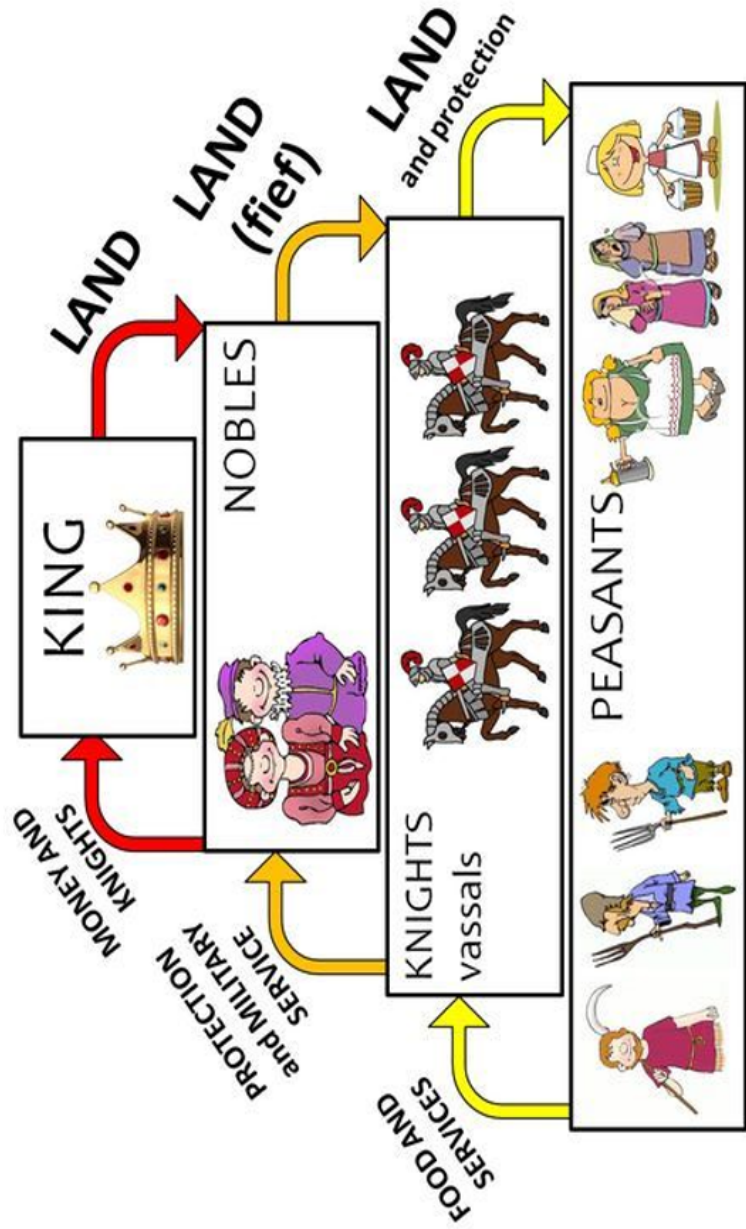 KING
LAND
MONEY AND
KNIGHTS
NOBLES
LAND
(fief)
PROTECTION
and MILITARY
SERVICE
KNIGHTS
vassals
LAND
and protection
FOOD AND
SERVICES
PEASANTS